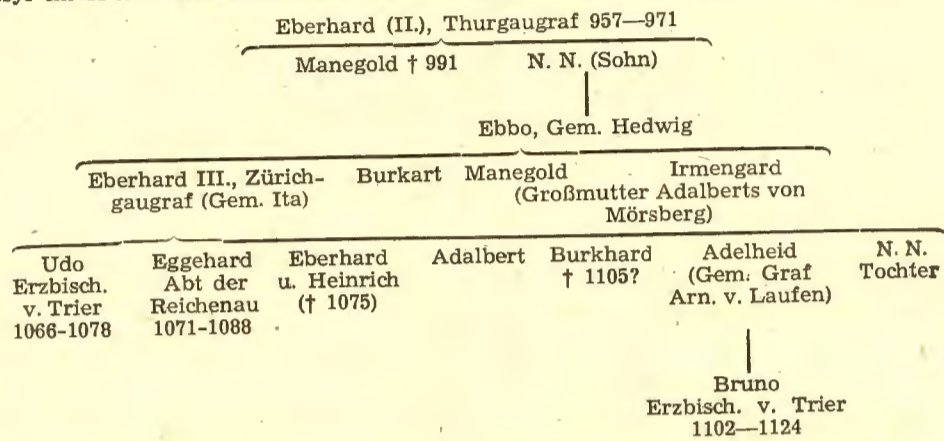 Eberhard (II.), Thurgaugraf 957—971
Manegold † 991 N. N. (Sohn)
Ebbo, Gem. Hedwig
Eberhard III., Zürich- Burkart Manegold Irmengard
gaugraf (Gem. Ita) (Großmutter Adalberts von
Mörsberg)
Udo Eggehard Eberhard Adalbert Burkhard Adelheid N. N.
Erzbisch. Abt der u. Heinrich † 1105? (Gem. Graf Tochter
v. Trier Reichenau († 1075) Arn. v. Laufen)
1066-1078 1071-1088
Bruno
Erzbisch. v. Trier
1102—1124